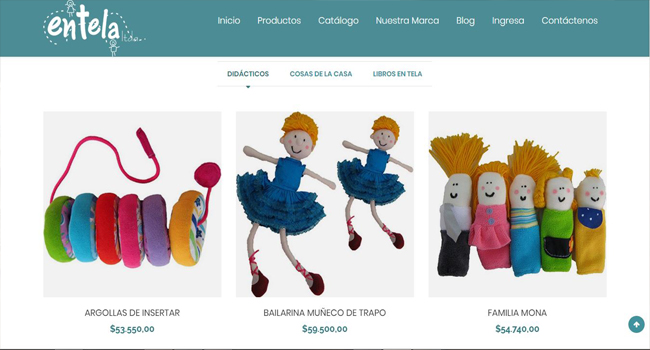 entela
Inicio Productos Catálogo Nuestra Marca Blog Ingresa Contáctenos
DIDÁCTICOS COSAS DE LA CASA LIBROS EN TELA
ARGOLLAS DE INSERTAR BAILARINA MUÑECO DE TRAPO FAMILIA MONA
$53.550,00 $59.500,00 $54.740,00